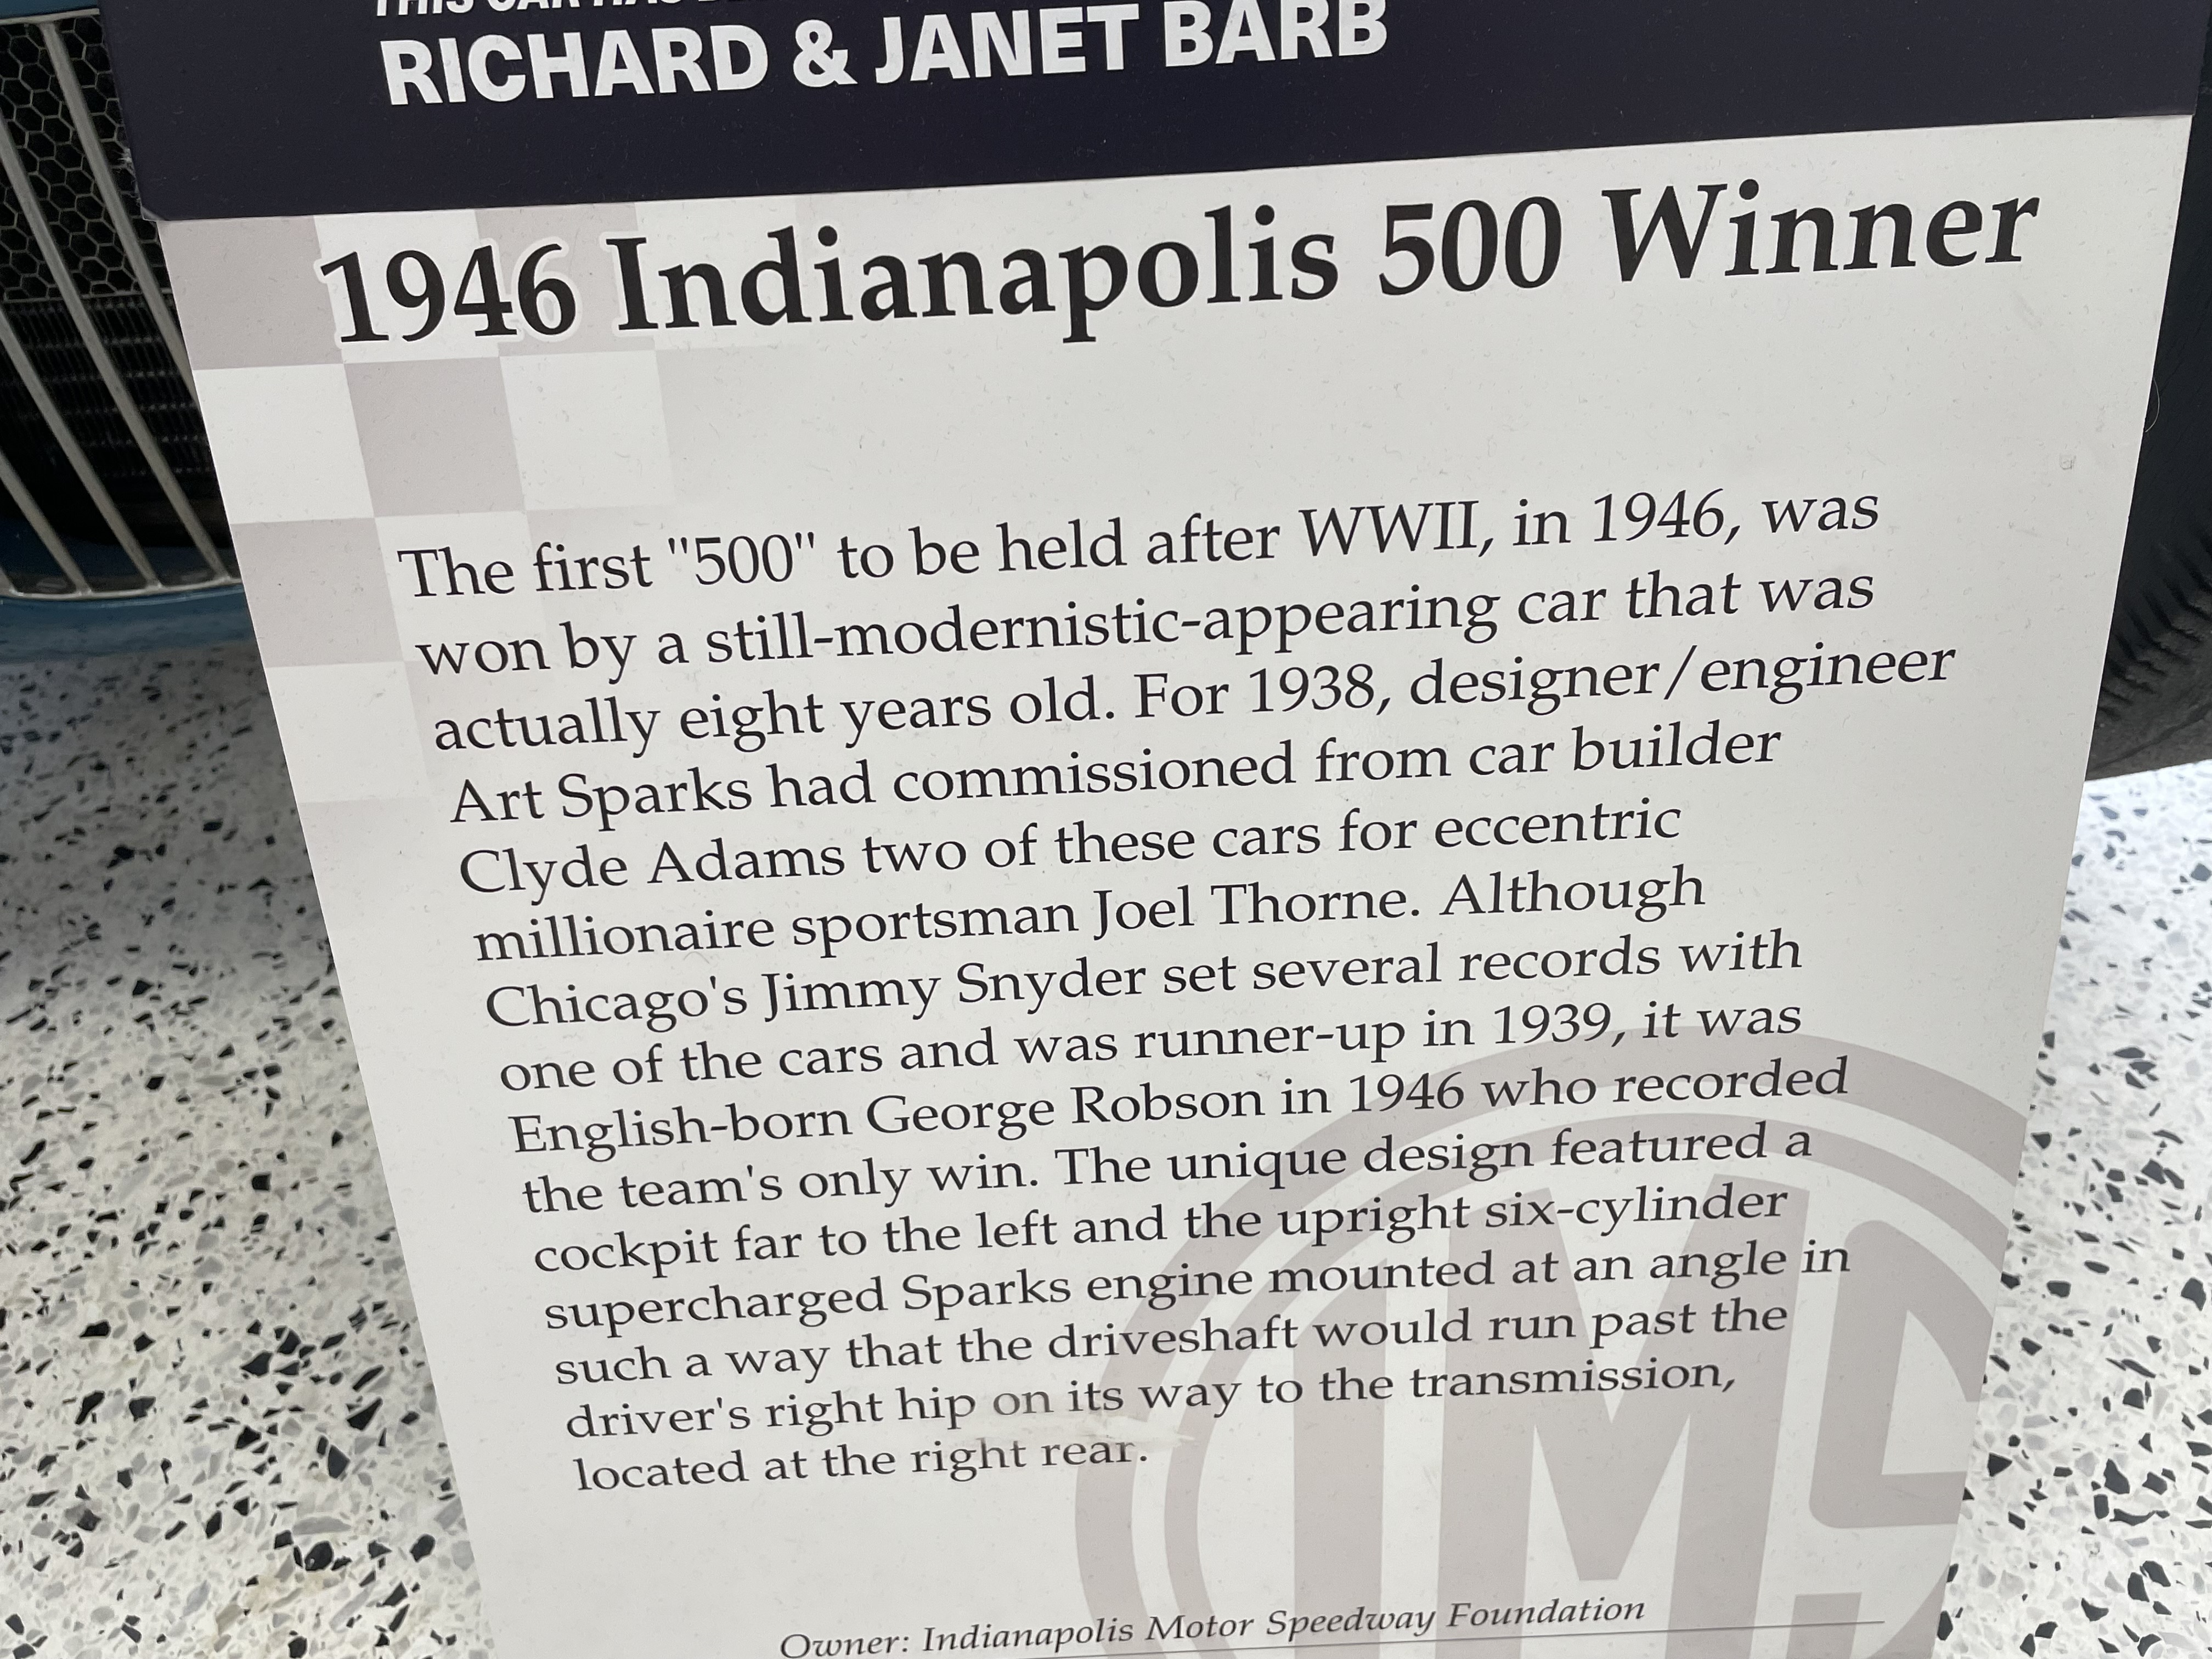 THIS CAR HAS
RICHARD & JANET BARB
1946 Indianapolis 500 Winner
The first "500" to be held after WWII, in 1946, was
won by a still-modernistic-appearing car that was
actually eight years old. For 1938, designer/engineer
Art Sparks had commissioned from car builder
Clyde Adams two of these cars for eccentric
millionaire sportsman Joel Thorne. Although
Chicago's Jimmy Snyder set several records with
one of the cars and was runner-up in 1939, it was
English-born George Robson in 1946 who recorded
the team's only win. The unique design featured a
cockpit far to the left and the upright six-cylinder
supercharged Sparks engine mounted at an angle in
such a way that the driveshaft would run past the
driver's right hip on its way to the transmission,
located at the right rear.
IMS
Owner: Indianapolis Motor Speedway Foundation